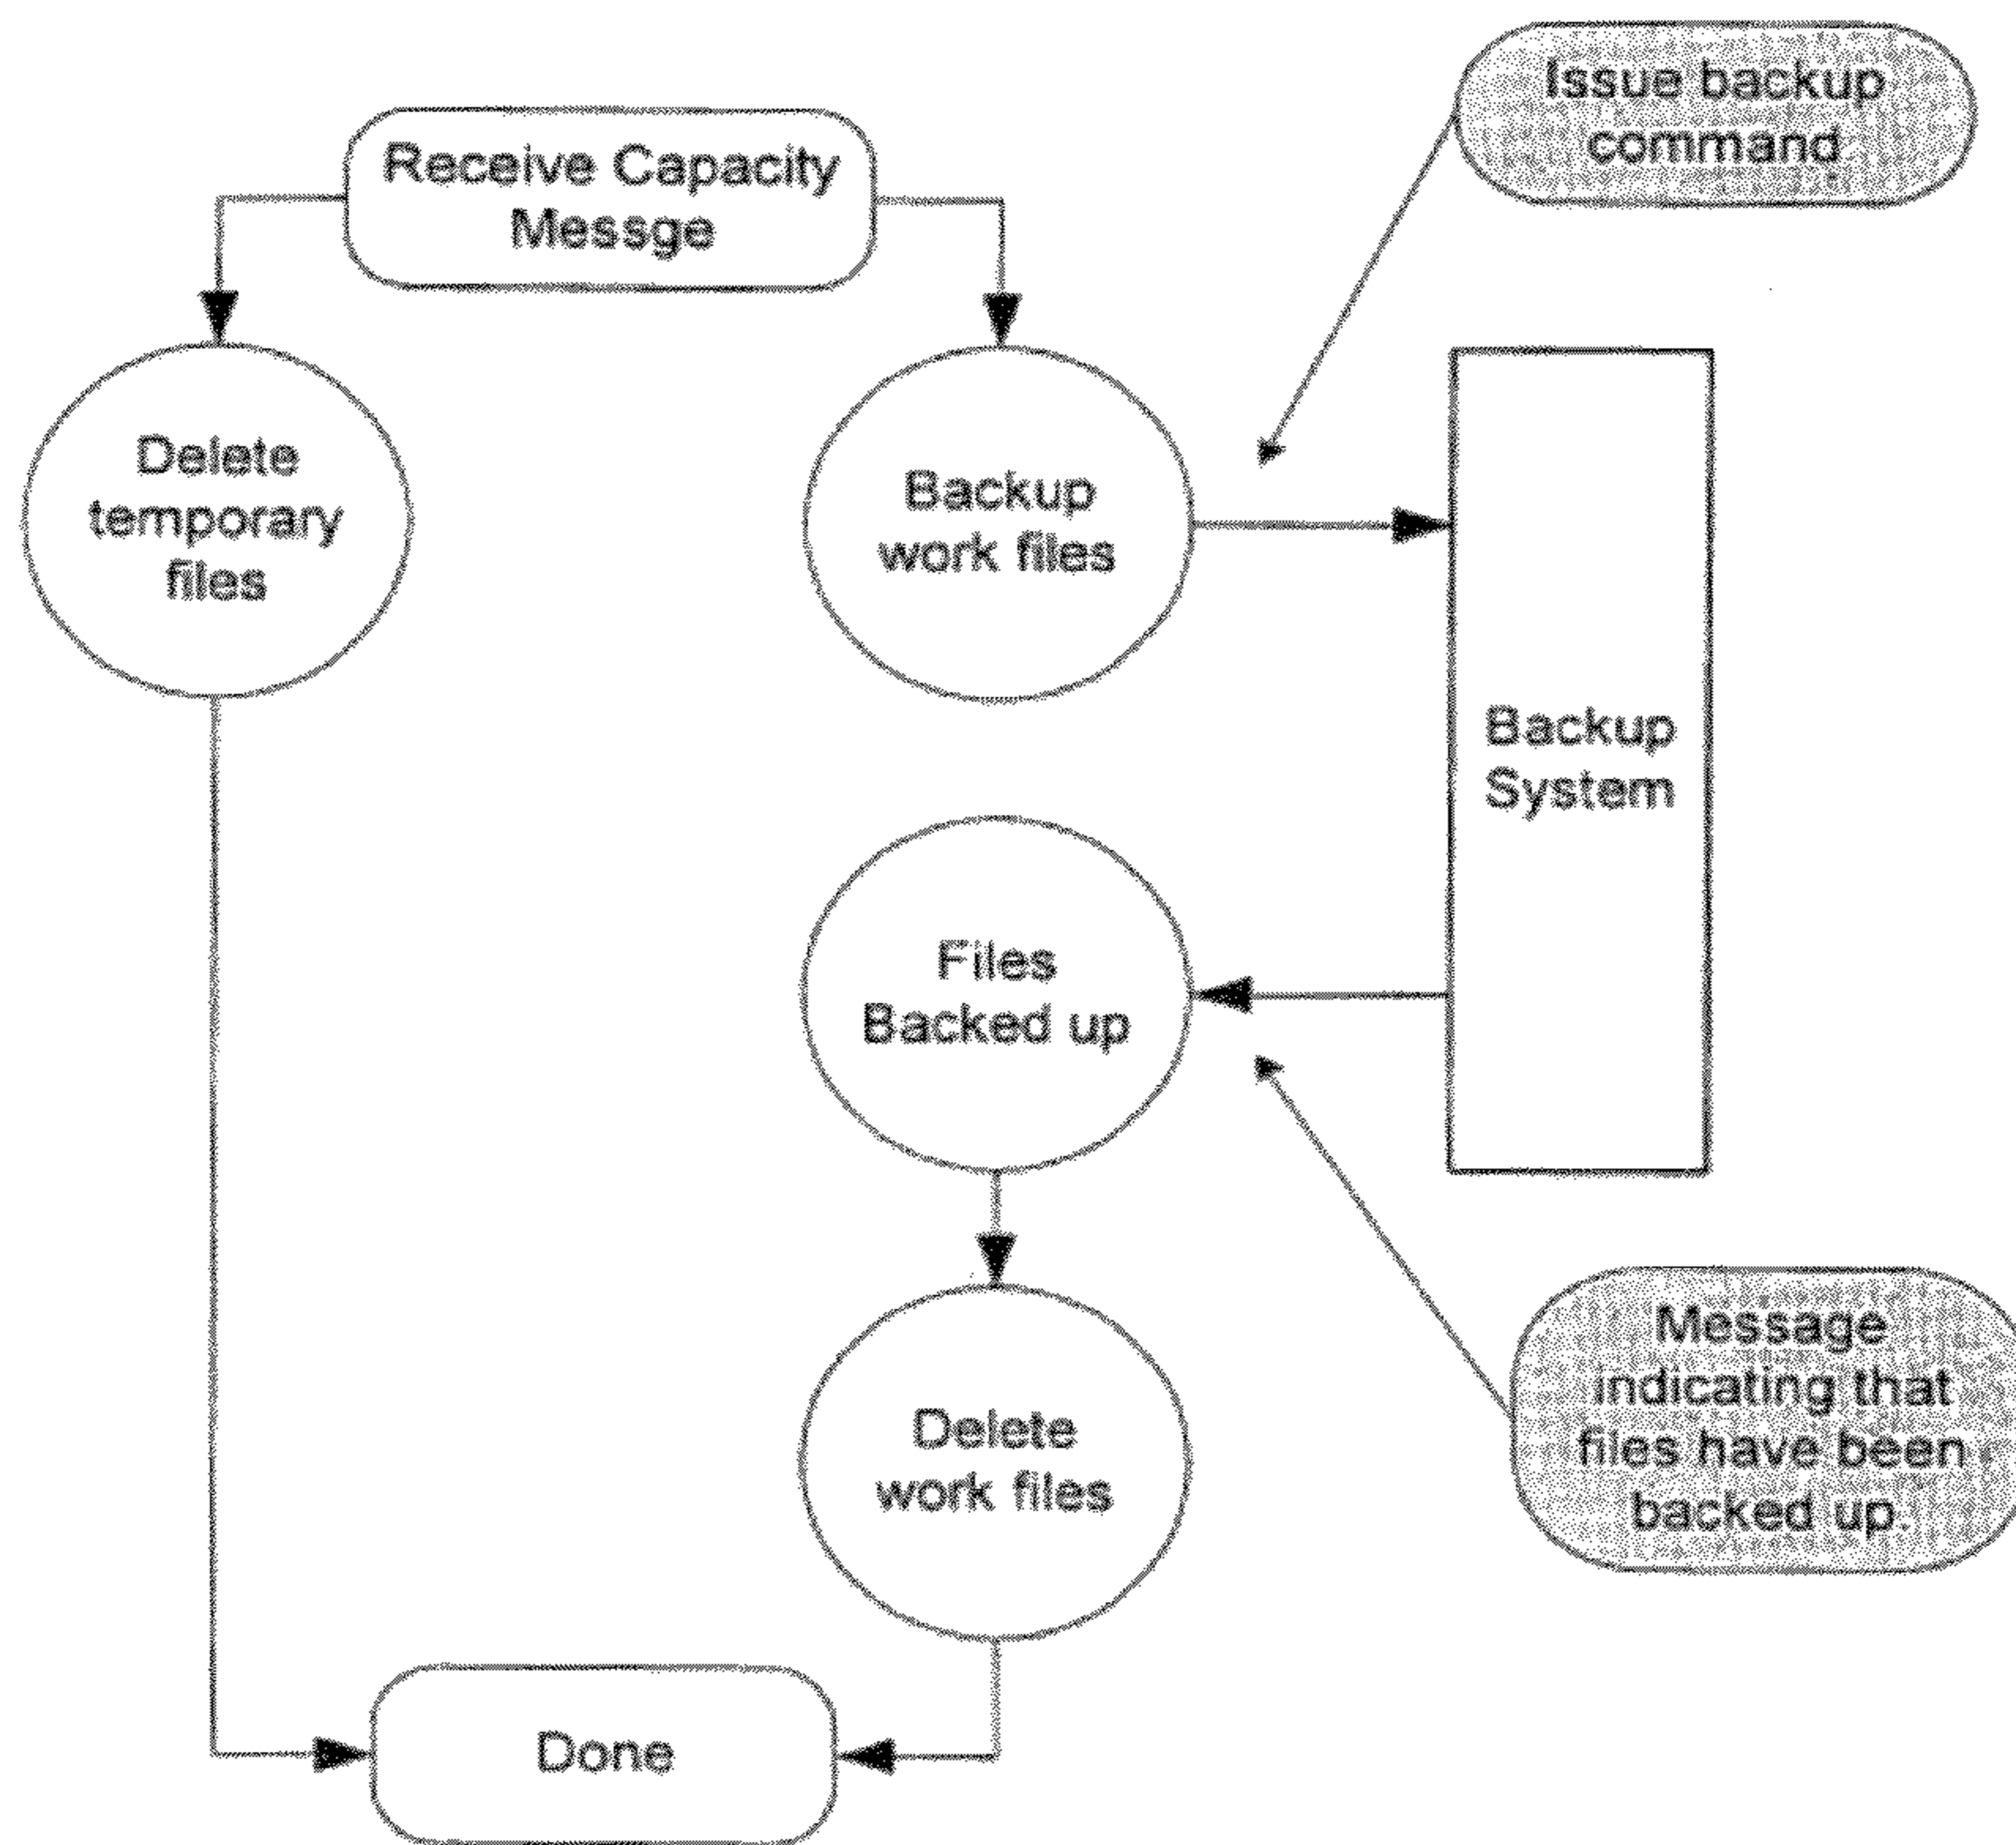 Issue backup
command
Receive Capacity
Messge
Delete
temporary
files
Backup
work files
Backup
System
Files
Backed up
Message
indicating that
files have been
backed up.
Delete
work files
Done